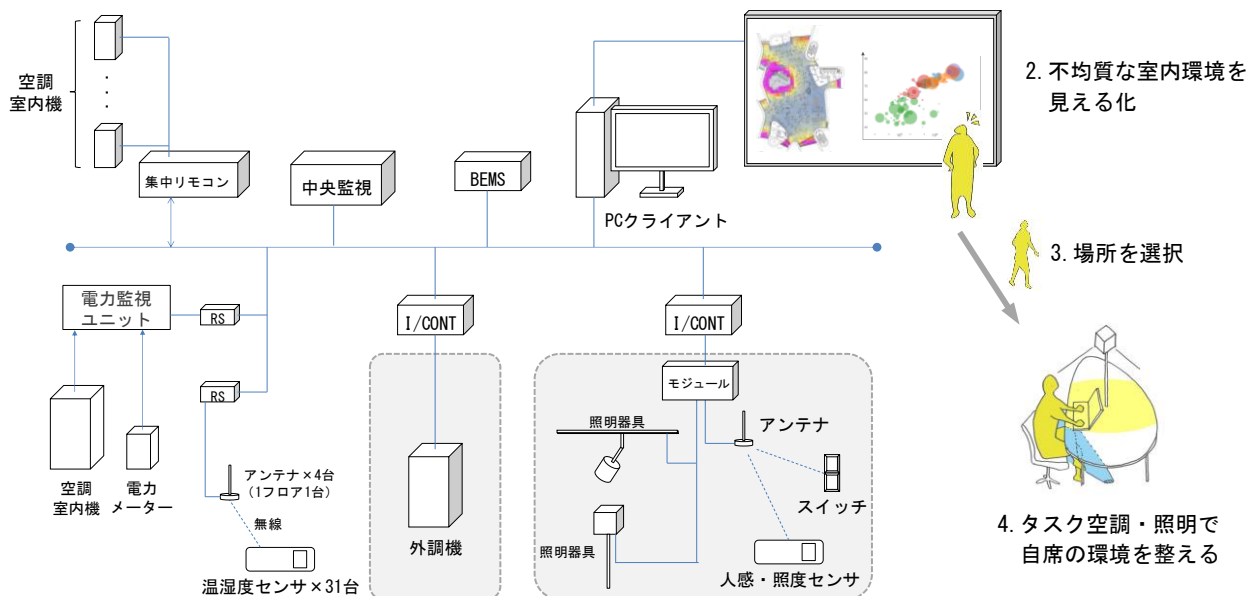 空調
室内機
集中リモコン
中央監視
BEMS
PCクライアント
2. 不均質な室内環境を
見える化
3. 場所を選択
電力監視
ユニット
RS
RS
I/CONT
I/CONT
モジュール
照明器具
アンテナ
スイッチ
照明器具
人感・照度センサ
外調機
空調
室内機
電力
メーター
アンテナ×4台
(1フロア1台)
無線
温湿度センサ×31台
4. タスク空調・照明で
自席の環境を整える